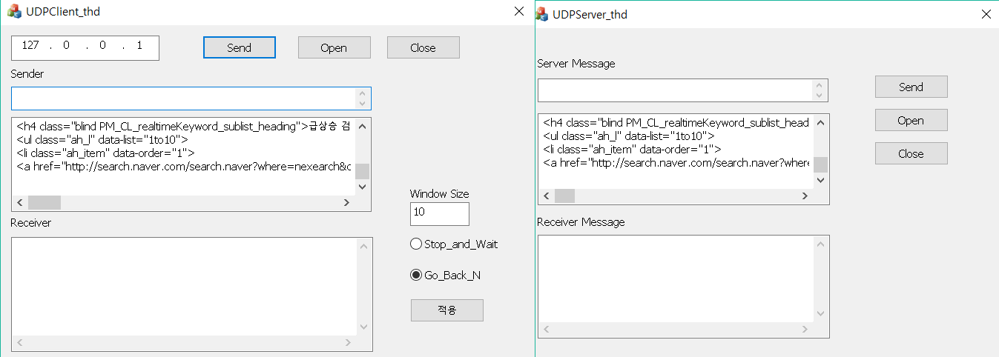 UDPClient_thd
127 . 0 . 0 . 1
Send
Open
Close
Sender
<h4 class="blind PM_CL_realtimeKeyword_sublist_heading">급상승 검
<ul class="ah_l" data-list="1to10">
<li class="ah_item" data-order="1">
<a href="http://search.naver.com/search.naver?where=nexearch&
Receiver
Window Size
10
Stop_and_Wait
Go_Back_N
적용
UDPServer_thd
Server Message
Send
Open
Close
<h4 class="blind PM_CL_realtimeKeyword_sublist_head
<ul class="ah_l" data-list="1to10">
<li class="ah_item" data-order="1">
<a href="http://search.naver.com/search.naver?where
Receiver Message